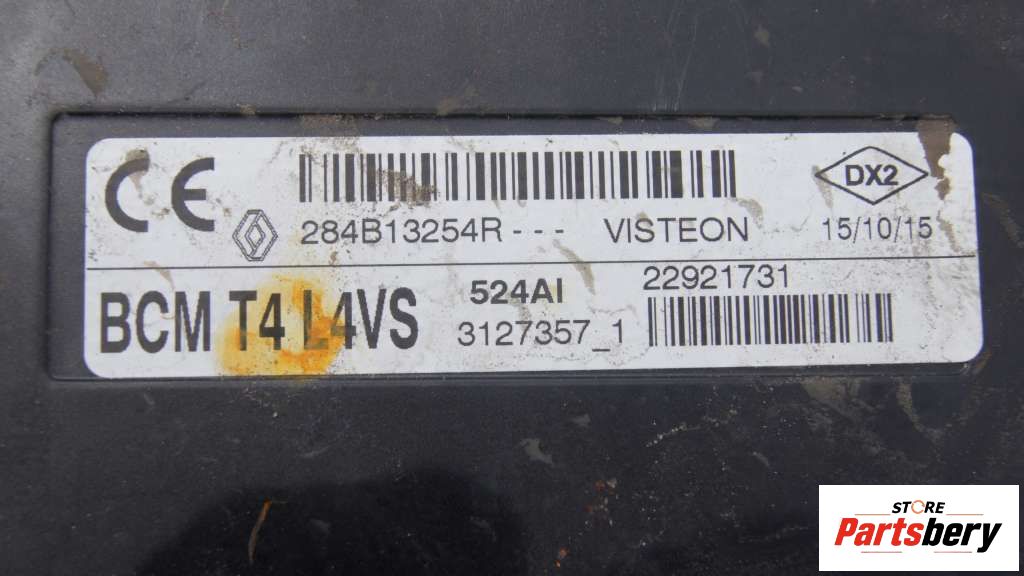 CE
DX2
284B13254R - - - VISTEON 15/10/15
BCM T4 L4VS
524AI 22921731
3127357_1
STORE
Partsbery